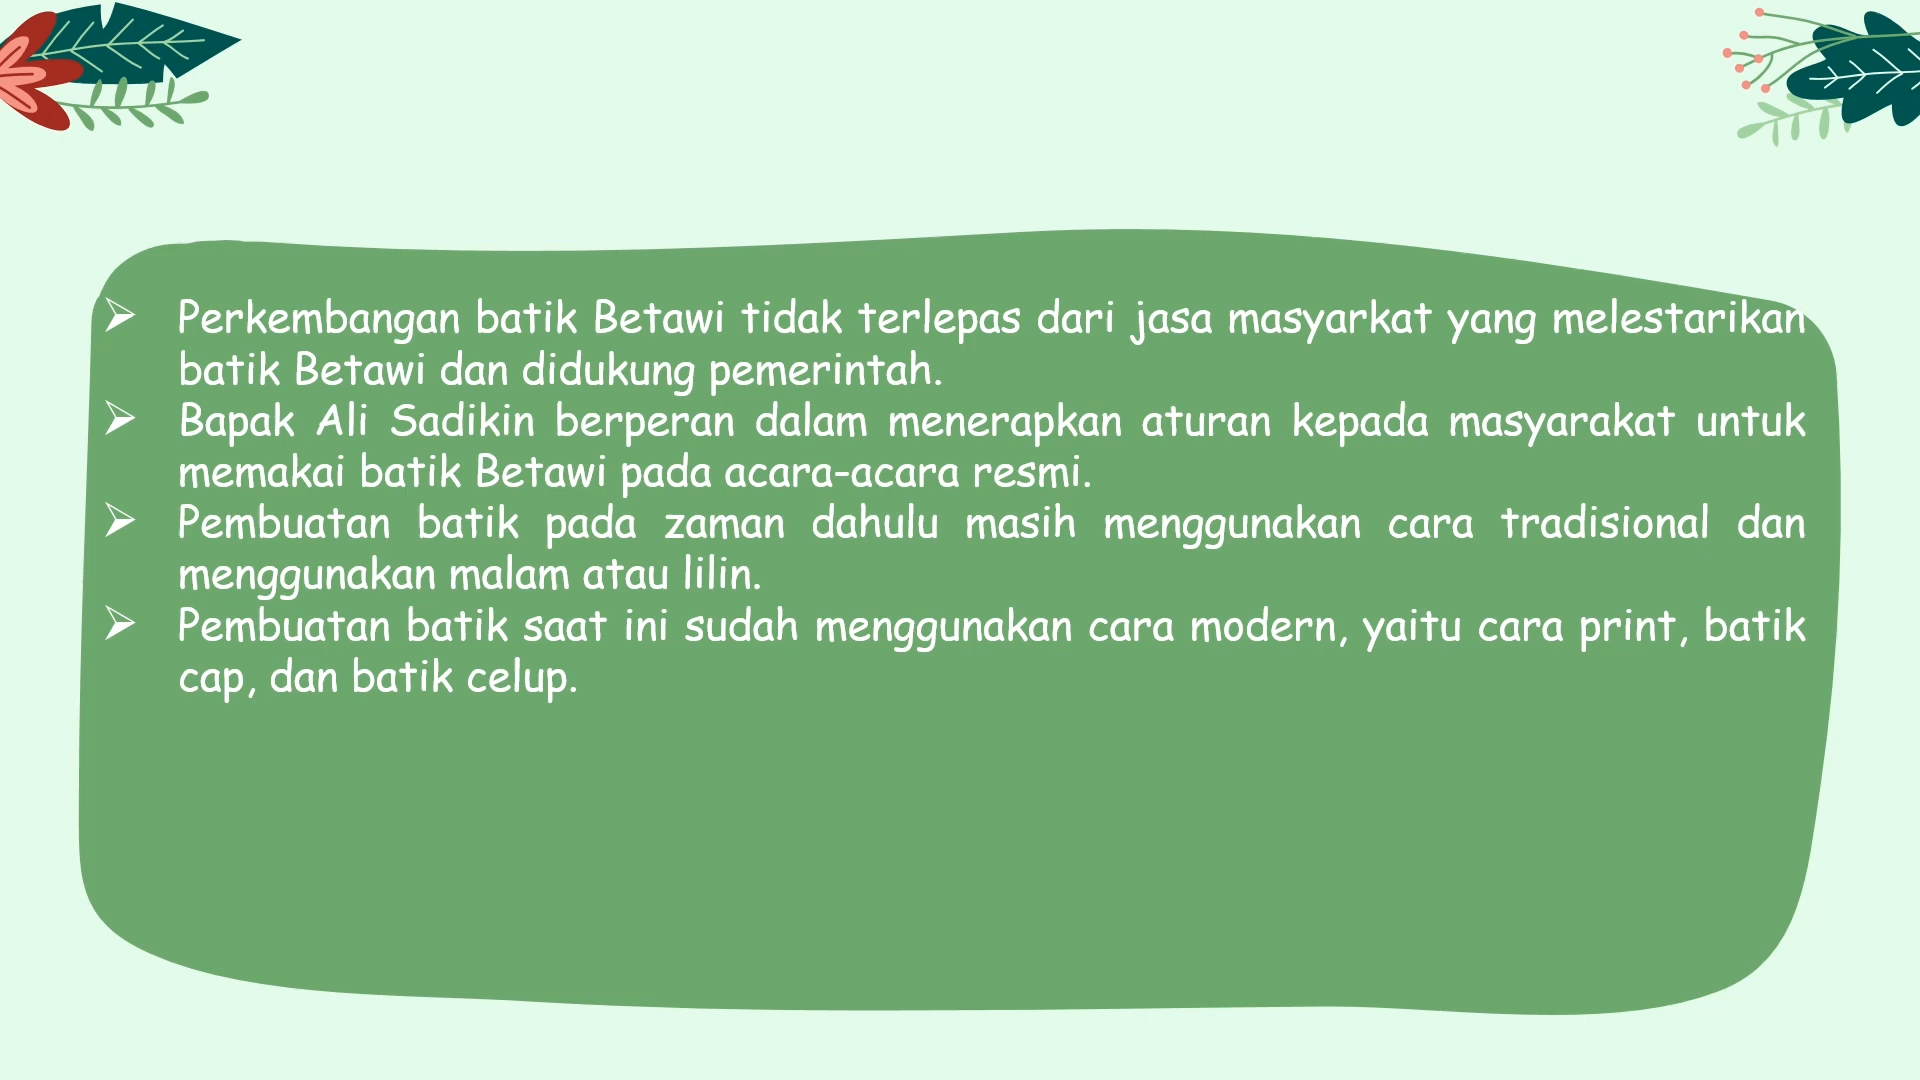 ➢ Perkembangan batik Betawi tidak terlepas dari jasa masyarkat yang melestarikan
batik Betawi dan didukung pemerintah.
➢ Bapak Ali Sadikin berperan dalam menerapkan aturan kepada masyarakat untuk
memakai batik Betawi pada acara-acara resmi.
➢ Pembuatan batik pada zaman dahulu masih menggunakan cara tradisional dan
menggunakan malam atau lilin.
➢ Pembuatan batik saat ini sudah menggunakan cara modern, yaitu cara print, batik
cap, dan batik celup.